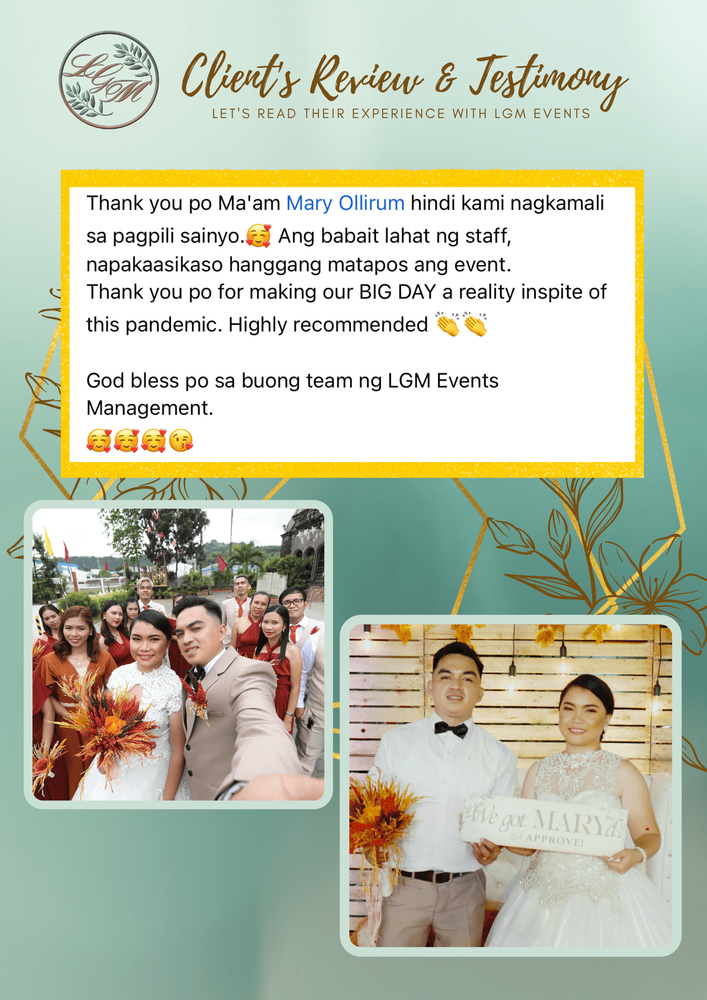 LGM
Client's Review & Testimony
LET'S READ THEIR EXPERIENCE WITH LGM EVENTS
Thank you po Ma'am Mary Ollirum hindi kami nagkamali
sa pagpili sainyo.🥰 Ang babait lahat ng staff,
napakaasikaso hanggang matapos ang event.
Thank you po for making our BIG DAY a reality inspite of
this pandemic. Highly recommended 👏👏
God bless po sa buong team ng LGM Events
Management.
🥰🥰🥰😘
We got MARYd.
APPROVE!